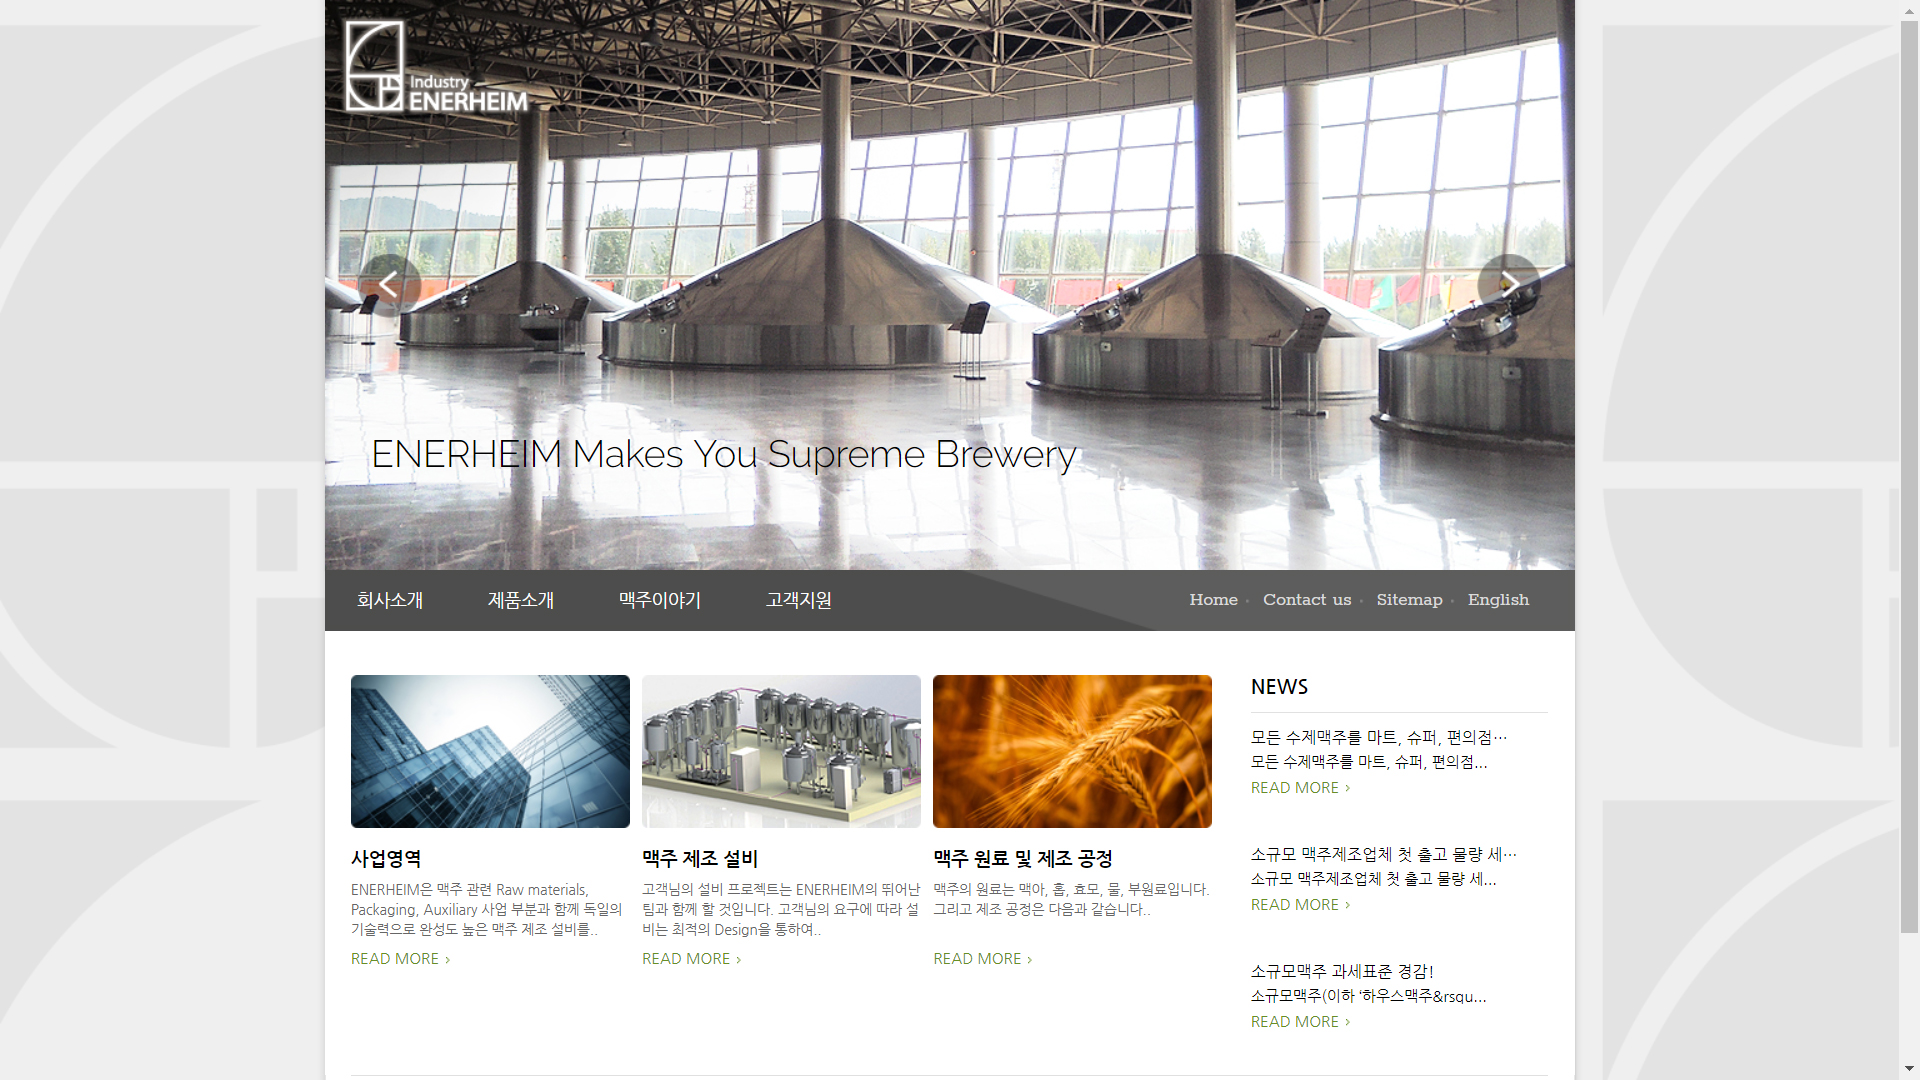 Industry
ENERHEIM
ENERHEIM Makes You Supreme Brewery
회사소개 제품소개 맥주이야기 고객지원 Home Contact us Sitemap English
사업영역
ENERHEIM은 맥주 관련 Raw materials,
Packaging, Auxiliary 사업 부분과 함께 독일의
기술력으로 완성도 높은 맥주 제조 설비를..
READ MORE ›
맥주 제조 설비
고객님의 설비 프로젝트는 ENERHEIM의 뛰어난
팀과 함께 할 것입니다. 고객님의 요구에 따라 설
비는 최적의 Design을 통하여..
READ MORE ›
맥주 원료 및 제조 공정
맥주의 원료는 맥아, 홉, 효모, 물, 부원료입니다.
그리고 제조 공정은 다음과 같습니다..
READ MORE ›
NEWS
모든 수제맥주를 마트, 슈퍼, 편의점…
모든 수제맥주를 마트, 슈퍼, 편의점...
READ MORE ›
소규모 맥주제조업체 첫 출고 물량 세…
소규모 맥주제조업체 첫 출고 물량 세...
READ MORE ›
소규모맥주 과세표준 경감!
소규모맥주(이하 ‘하우스맥주&rsqu...
READ MORE ›